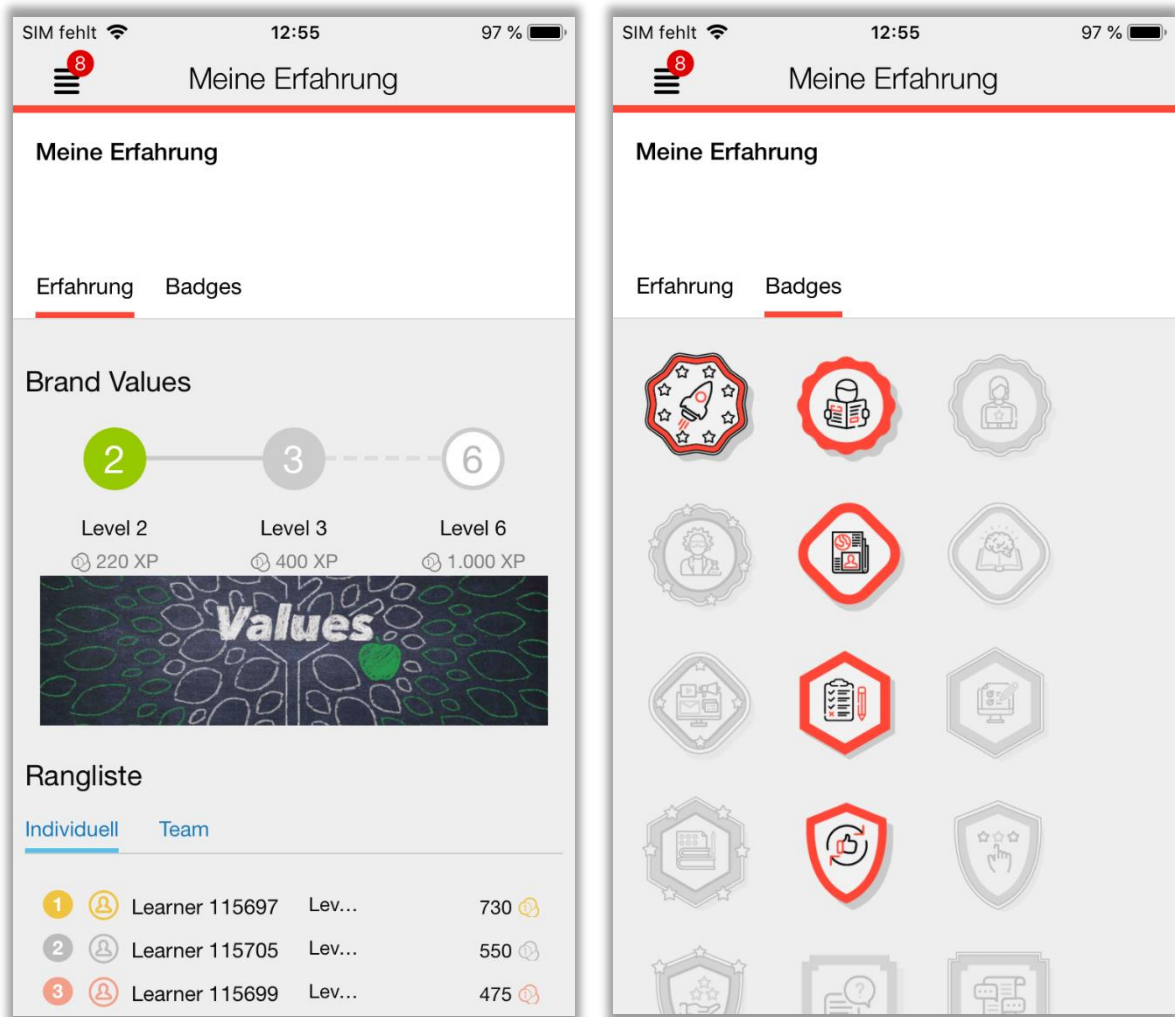 SIM fehlt 12:55 97 %
8
Meine Erfahrung
Meine Erfahrung
Erfahrung Badges
Brand Values
2 3 6
Level 2 Level 3 Level 6
220 XP 400 XP 1.000 XP
Values
Rangliste
Individuell Team
1 Learner 115697 Lev... 730
2 Learner 115705 Lev... 550
3 Learner 115699 Lev... 475
SIM fehlt 12:55 97 %
8
Meine Erfahrung
Meine Erfahrung
Erfahrung Badges